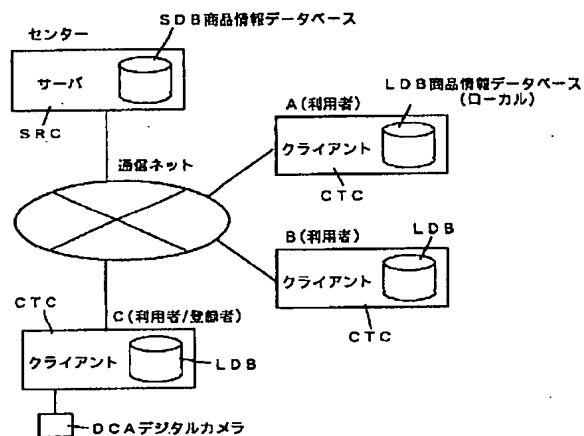 SDB商品情報データベース
センター
サーバ
SRC
LDB商品情報データベース
(ローカル)
A(利用者)
クライアント
CTC
通信ネット
B(利用者)
LDB
クライアント
CTC
CTC
C(利用者/登録者)
クライアント
LDB
DCAデジタルカメラ